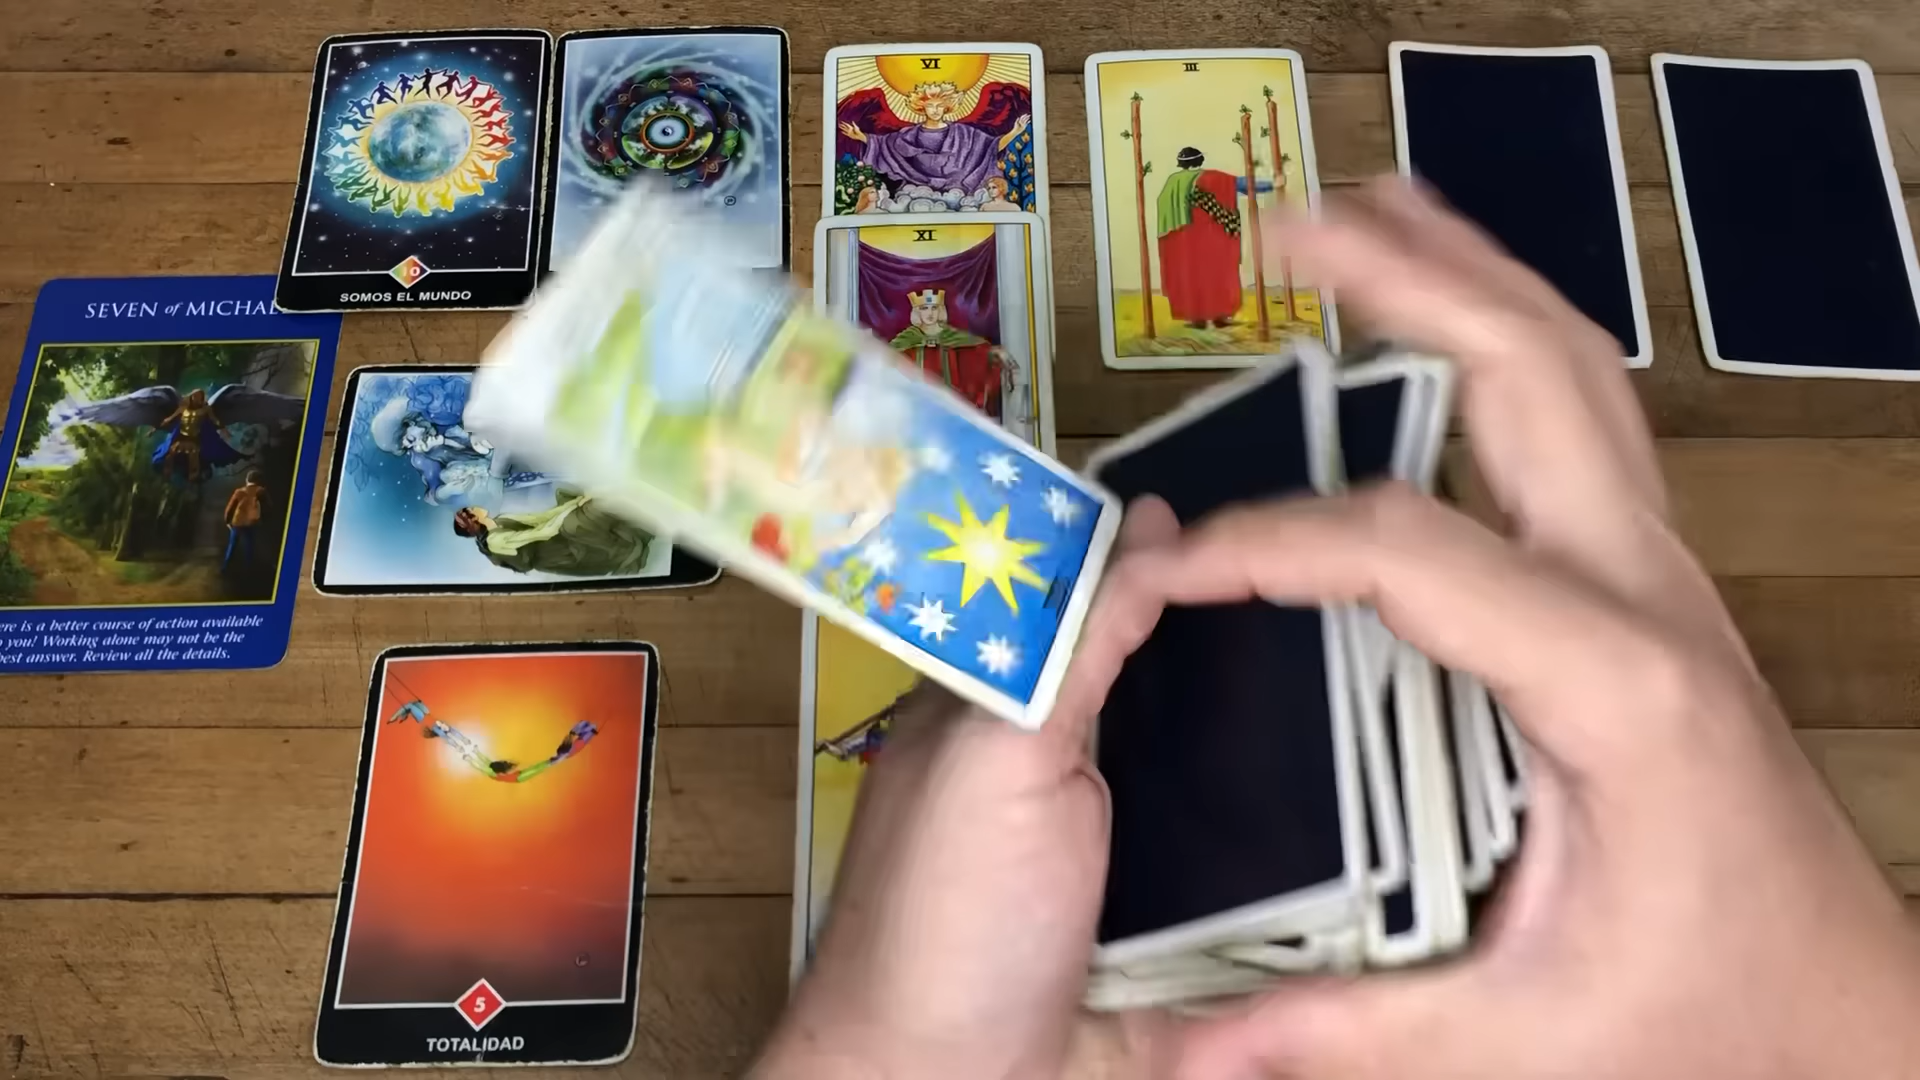 VI
III
10
SOMOS EL MUNDO
XI
SEVEN of MICHAE
ere is a better course of action available
o you! Working alone may not be the
best answer. Review all the details.
5
TOTALIDAD